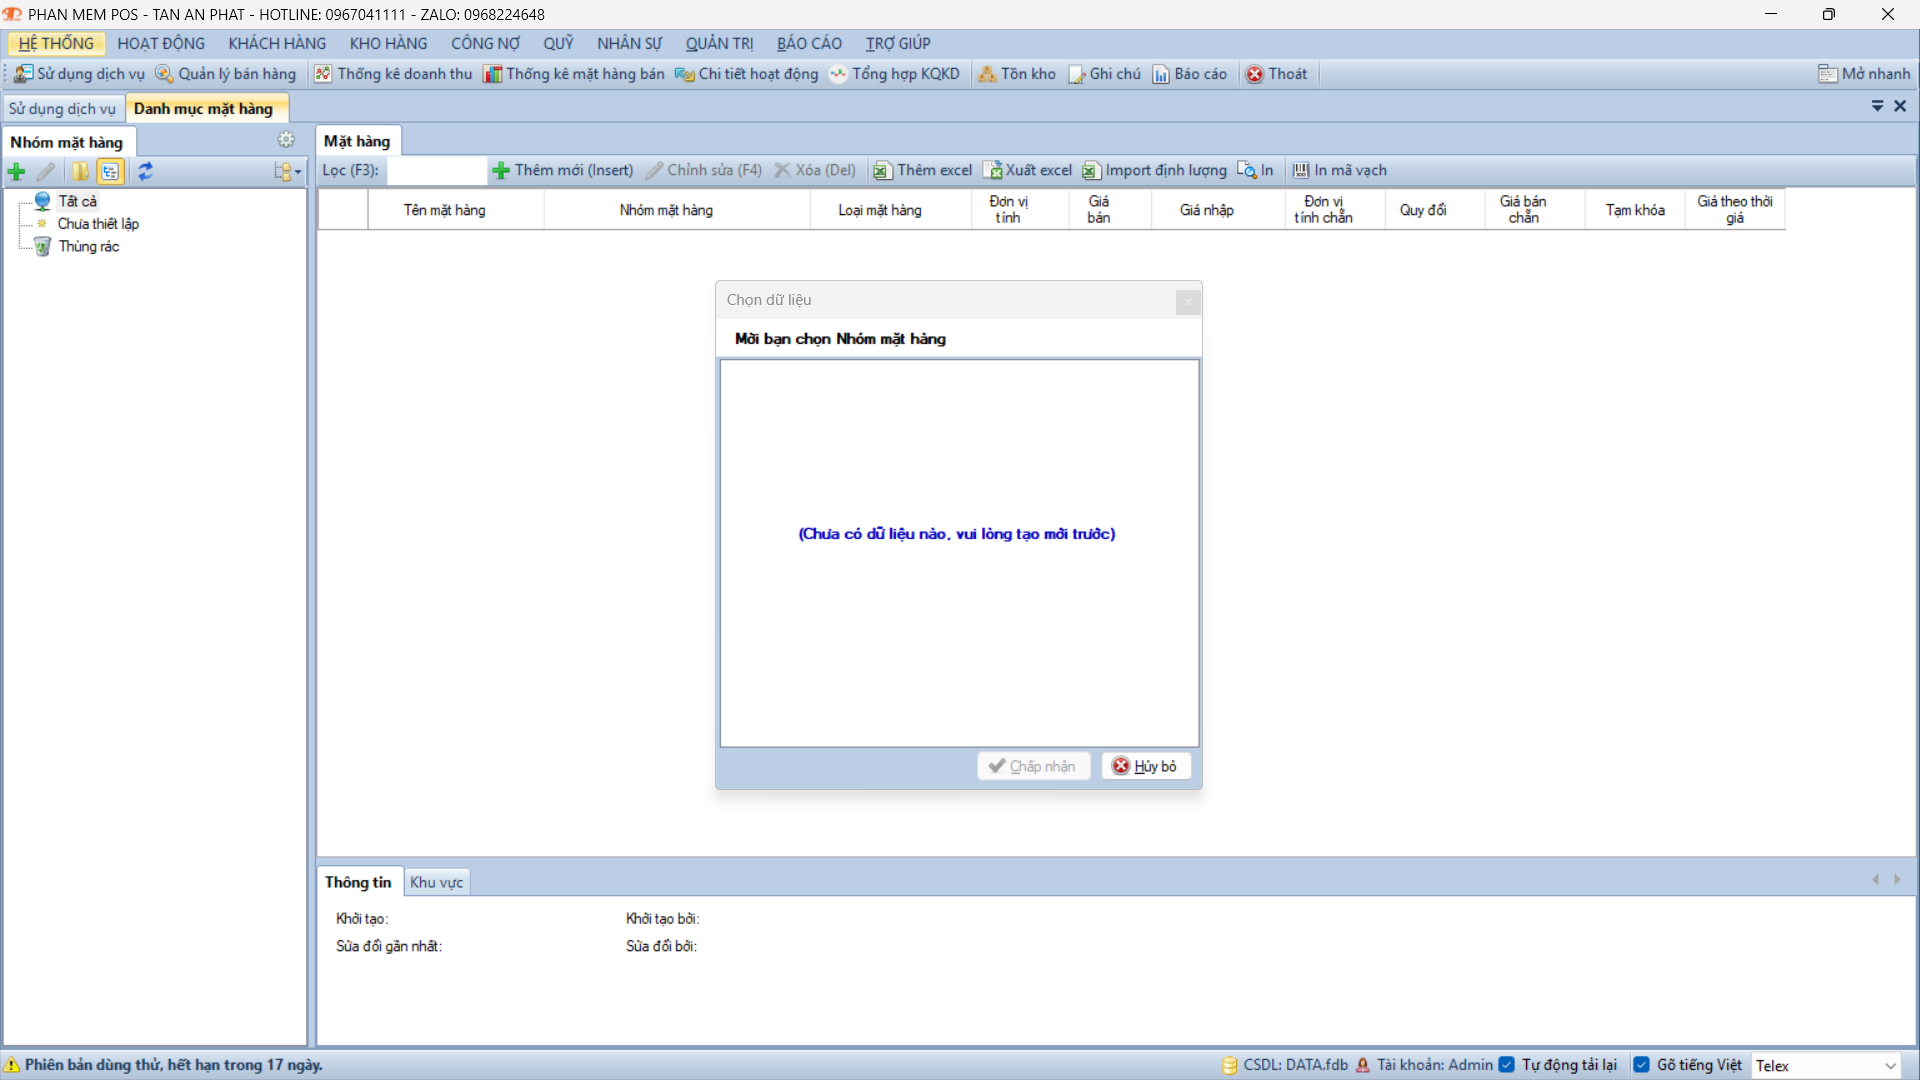 PHAN MEM POS - TAN AN PHAT - HOTLINE: 0967041111 - ZALO: 0968224648
HỆ THỐNG HOẠT ĐỘNG KHÁCH HÀNG KHO HÀNG CÔNG NỢ QUỸ NHÂN SỰ QUẢN TRỊ BÁO CÁO TRỢ GIÚP
Sử dụng dịch vụ Quản lý bán hàng Thống kê doanh thu Thống kê mặt hàng bán Chi tiết hoạt động Tổng hợp KQKD Tồn kho Ghi chú Báo cáo Thoát Mở nhanh
Sử dụng dịch vụ Danh mục mặt hàng
Nhóm mặt hàng
Mặt hàng
Lọc (F3): Thêm mới (Insert) Chỉnh sửa (F4) Xóa (Del) Thêm excel Xuất excel Import định lượng In In mã vạch
Tất cả
Chưa thiết lập
Thùng rác
Tên mặt hàng Nhóm mặt hàng Loại mặt hàng Đơn vị tính Giá bán Giá nhập Đơn vị tính chẵn Quy đổi Giá bán chẵn Tạm khóa Giá theo thời giá
Chọn dữ liệu
Mời bạn chọn Nhóm mặt hàng
(Chưa có dữ liệu nào, vui lòng tạo mới trước)
Chấp nhận Hủy bỏ
Thông tin Khu vực
Khởi tạo: Khởi tạo bởi:
Sửa đổi gần nhất: Sửa đổi bởi:
Phiên bản dùng thử, hết hạn trong 17 ngày. CSDL: DATA.fdb Tài khoản: Admin Tự động tải lại Gõ tiếng Việt Telex